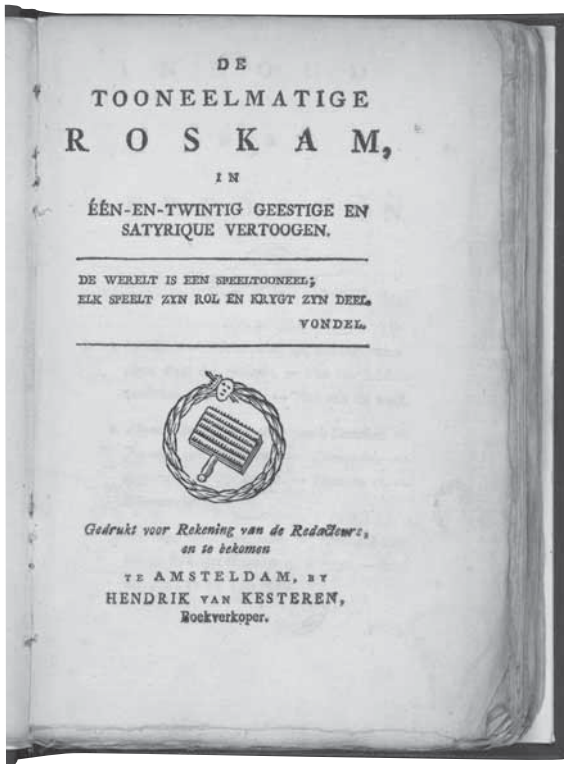 DE
TOONEELMATIGE
ROSKAM,
IN
ÉÉN-EN-TWINTIG GEESTIGE EN
SATYRIQUE VERTOOGEN.
DE WERELT IS EEN SPEELTOONEEL;
ELK SPEELT ZYN ROL EN KRYGT ZYN DEEL.
VONDEL.
Gedrukt voor Rekening van de Redacteurs,
en te bekomen
TE AMSTELDAM, BY
HENDRIK VAN KESTEREN,
Boekverkoper.